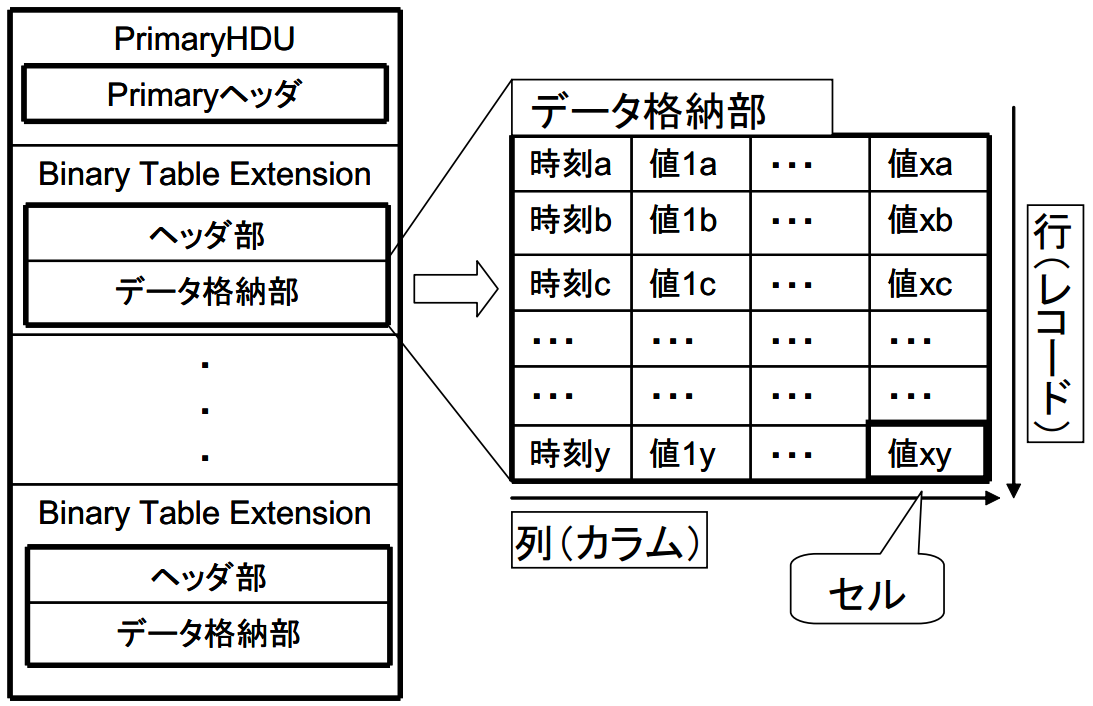 PrimaryHDU
Primaryヘッダ
Binary Table Extension
ヘッダ部
データ格納部
・
・
・
Binary Table Extension
ヘッダ部
データ格納部
データ格納部
時刻a 値1a ・・・ 値xa
時刻b 値1b ・・・ 値xb
時刻c 値1c ・・・ 値xc
・・・ ・・・ ・・・ ・・・
・・・ ・・・ ・・・ ・・・
時刻y 値1y ・・・ 値xy
行(レコード)
列(カラム)
セル